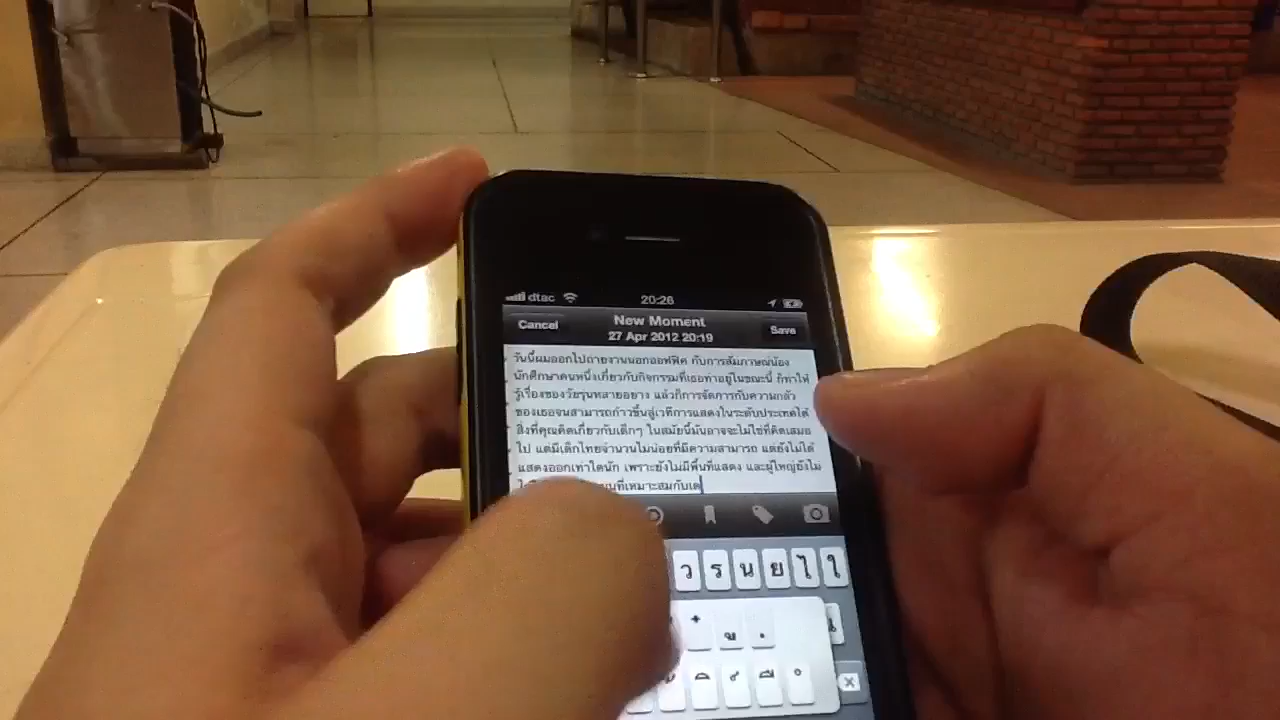 dtac 20:26
Cancel New Moment Save
27 Apr 2012 20:19
วันนี้ผมออกไปถ่ายงานนอกออฟฟิศ กับการสัมภาษณ์น้อง
นักศึกษาคนหนึ่งเกี่ยวกับกิจกรรมที่เธอทำอยู่ในขณะนี้ ก็ทำให้
รู้เรื่องของวัยรุ่นหลายอย่าง แล้วก็การจัดการกับความกลัว
ของเธอจนสามารถก้าวขึ้นสู่เวทีการแสดงในระดับประเทศได้
สิ่งที่คุณคิดเกี่ยวกับเด็กๆ ในสมัยนี้มันอาจจะไม่ใช่ที่คิดเสมอ
ไป แต่มีเด็กไทยจำนวนไม่น้อยที่มีความสามารถ แต่ยังไม่ได้
แสดงออกเท่าใดนัก เพราะยังไม่มีพื้นที่แสดง และผู้ใหญ่ยังไม่
ที่เหมาะสมกับเด
ว ร น ย ไ ใ